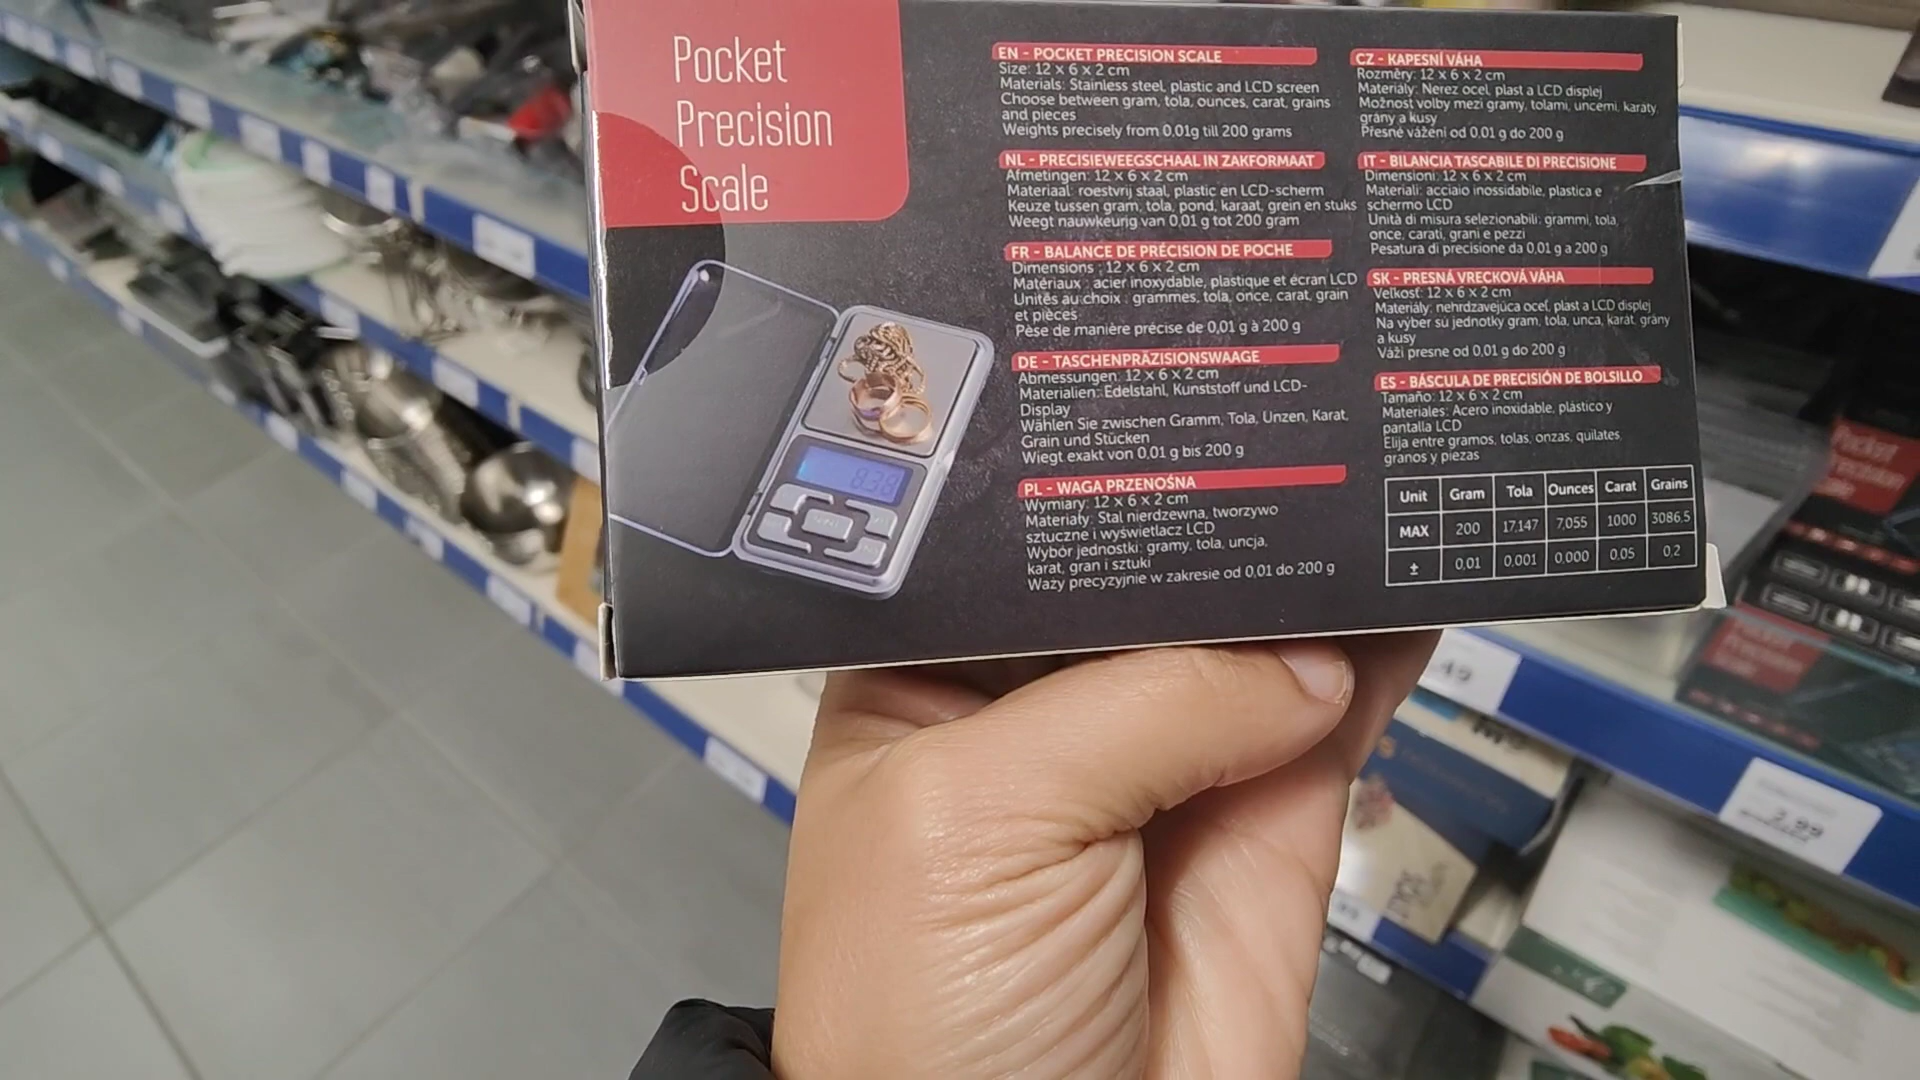 Pocket
Precision
Scale
EN - POCKET PRECISION SCALE
Size: 12 x 6 x 2 cm
Materials: Stainless steel, plastic and LCD screen
Choose between gram, tola, ounces, carat, grains
and pieces
Weights precisely from 0.01g till 200 grams
NL - PRECISIEWEEGSCHAAL IN ZAKFORMAAT
Afmetingen: 12 x 6 x 2 cm
Materiaal: roestvrij staal, plastic en LCD-scherm
Keuze tussen gram, tola, pond, karaat, grein en stuks
Weegt nauwkeurig van 0,01 g tot 200 gram
FR - BALANCE DE PRÉCISION DE POCHE
Dimensions : 12 x 6 x 2 cm
Matériaux : acier inoxydable, plastique et écran LCD
Unités au choix : grammes, tola, once, carat, grain
et pièces
Pèse de manière précise de 0,01 g à 200 g
DE - TASCHENPRÄZISIONSWAAGE
Abmessungen: 12 x 6 x 2 cm
Materialien: Edelstahl, Kunststoff und LCD-
Display
Wählen Sie zwischen Gramm, Tola, Unzen, Karat,
Grain und Stücken
Wiegt exakt von 0,01 g bis 200 g
PL - WAGA PRZENOŚNA
Wymiary: 12 x 6 x 2 cm
Materiały: Stal nierdzewna, tworzywo
sztuczne i wyświetlacz LCD
Wybór jednostki: gramy, tola, uncja,
karat, gran i sztuki
Waży precyzyjnie w zakresie od 0,01 do 200 g
CZ - KAPESNÍ VÁHA
Rozměry: 12 x 6 x 2 cm
Materiály: Nerez ocel, plast a LCD displej
Možnost volby mezi gramy, tolami, uncemi, karáty,
grány a kusy
Přesné vážení od 0,01 g do 200 g
IT - BILANCIA TASCABILE DI PRECISIONE
Dimensioni: 12 x 6 x 2 cm
Materiali: acciaio inossidabile, plastica e
schermo LCD
Unità di misura selezionabili: grammi, tola,
once, carati, grani e pezzi
Pesatura di precisione da 0,01 g a 200 g
SK - PRESNÁ VRECKOVÁ VÁHA
Veľkosť: 12 x 6 x 2 cm
Materiály: nehrdzavejúca oceľ, plast a LCD displej
Na výber sú jednotky gram, tola, unca, karát, grány
a kusy
Váži presne od 0,01 g do 200 g
ES - BÁSCULA DE PRECISIÓN DE BOLSILLO
Tamaño: 12 x 6 x 2 cm
Materiales: Acero inoxidable, plástico y
pantalla LCD
Elija entre gramos, tolas, onzas, quilates,
granos y piezas
Unit Gram Tola Ounces Carat Grains
MAX 200 17,147 7,055 1000 3086,5
± 0,01 0,001 0,000 0,05 0,2
8.38
.49
2.99
Pocket
Precision
Scale